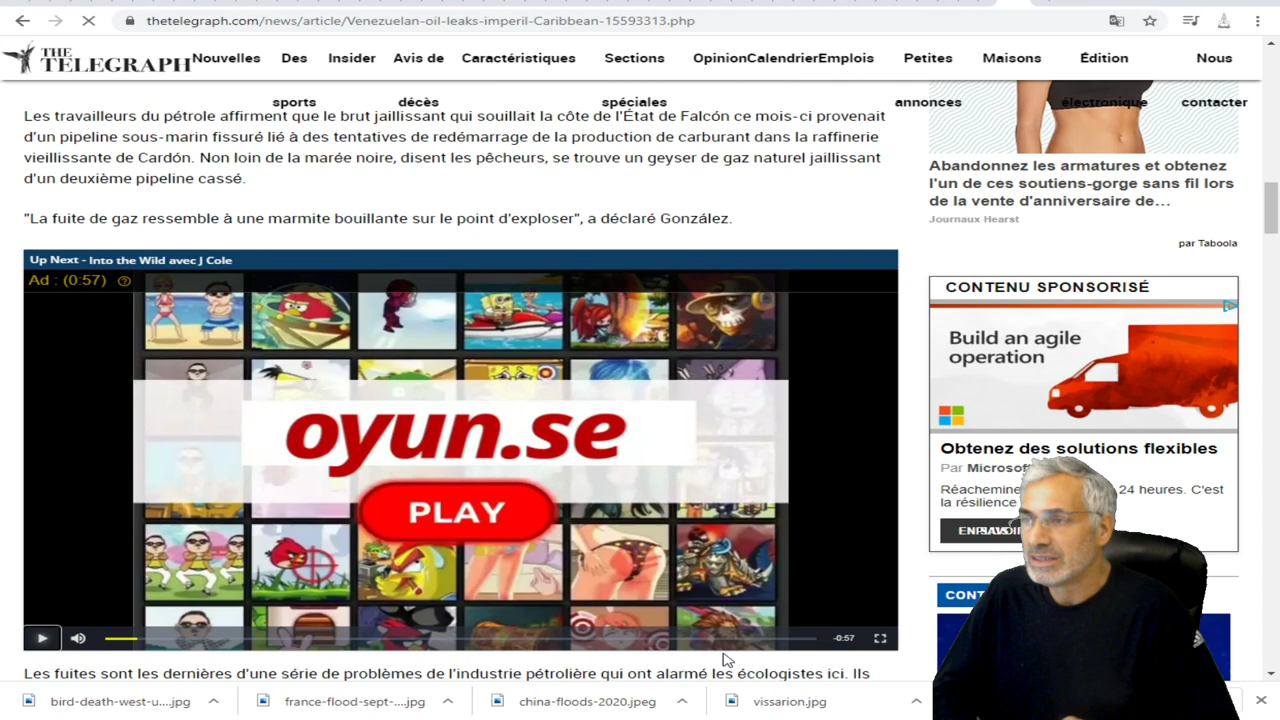 thetelegraph.com/news/article/Venezuelan-oil-leaks-imperil-Caribbean-15593313.php
THE
TELEGRAPH
Nouvelles Des Insider Avis de Caractéristiques Sections OpinionCalendrierEmplois Petites Maisons Édition Nous
sports décès spéciales annonces électronique contacter
Les travailleurs du pétrole affirment que le brut jaillissant qui souillait la côte de l'État de Falcón ce mois-ci provenait
d'un pipeline sous-marin fissuré lié à des tentatives de redémarrage de la production de carburant dans la raffinerie
vieillissante de Cardón. Non loin de la marée noire, disent les pêcheurs, se trouve un geyser de gaz naturel jaillissant
d'un deuxième pipeline cassé.
"La fuite de gaz ressemble à une marmite bouillante sur le point d'exploser", a déclaré González.
Up Next - Into the Wild avec J Cole
Ad : (0:57)
oyun.se
PLAY
-0:57
Les fuites sont les dernières d'une série de problèmes de l'industrie pétrolière qui ont alarmé les écologistes ici. Ils
Abandonnez les armatures et obtenez
l'un de ces soutiens-gorge sans fil lors
de la vente d'anniversaire de…
Journaux Hearst
par Taboola
CONTENU SPONSORISÉ
Build an agile
operation
Obtenez des solutions flexibles
Par Microsof
Réachemine 24 heures. C'est
la résilience
CONT
bird-death-west-u....jpg
france-flood-sept-....jpg
china-floods-2020.jpeg
vissarion.jpg